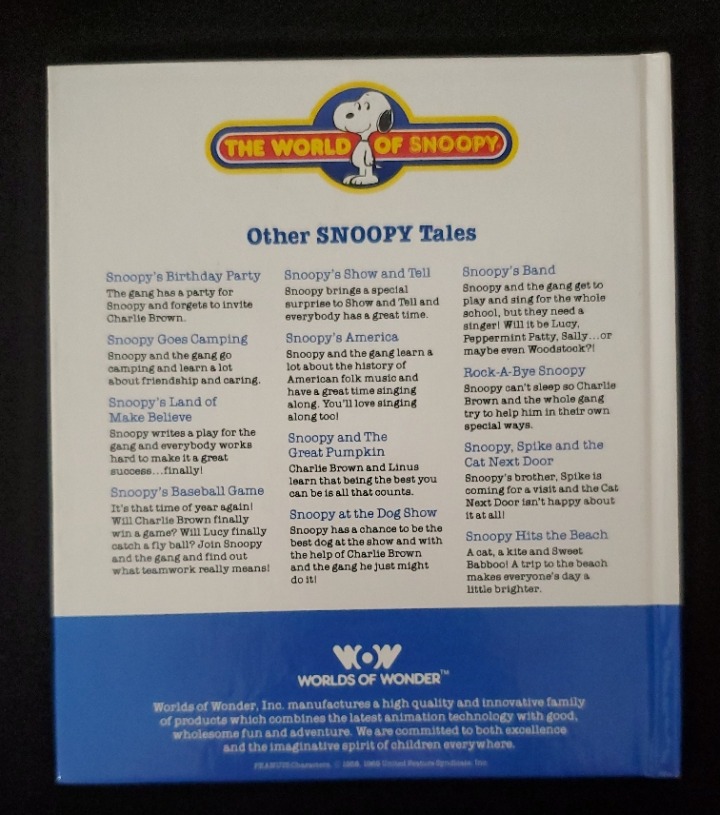 THE WORLD OF SNOOPY
Other SNOOPY Tales
Snoopy's Birthday Party
The gang has a party for
Snoopy and forgets to invite
Charlie Brown.
Snoopy Goes Camping
Snoopy and the gang go
camping and learn a lot
about friendship and caring.
Snoopy's Land of
Make Believe
Snoopy writes a play for the
gang and everybody works
hard to make it a great
success...finally!
Snoopy's Baseball Game
It's that time of year again!
Will Charlie Brown finally
win a game? Will Lucy finally
catch a fly ball? Join Snoopy
and the gang and find out
what teamwork really means!
Snoopy's Show and Tell
Snoopy brings a special
surprise to Show and Tell and
everybody has a great time.
Snoopy's America
Snoopy and the gang learn a
lot about the history of
American folk music and
have a great time singing
along. You'll love singing
along too!
Snoopy and The
Great Pumpkin
Charlie Brown and Linus
learn that being the best you
can be is all that counts.
Snoopy at the Dog Show
Snoopy has a chance to be the
best dog at the show and with
the help of Charlie Brown
and the gang he just might
do it!
Snoopy's Band
Snoopy and the gang get to
play and sing for the whole
school, but they need a
singer! Will it be Lucy,
Peppermint Patty, Sally...or
maybe even Woodstock?!
Rock-A-Bye Snoopy
Snoopy can't sleep so Charlie
Brown and the whole gang
try to help him in their own
special ways.
Snoopy, Spike and the
Cat Next Door
Snoopy's brother, Spike is
coming for a visit and the Cat
Next Door isn't happy about
it at all!
Snoopy Hits the Beach
A cat, a kite and Sweet
Babboo! A trip to the beach
makes everyone's day a
little brighter.
WOW
WORLDS OF WONDER™
Worlds of Wonder, Inc. manufactures a high quality and innovative family
of products which combines the latest animation technology with good,
wholesome fun and adventure. We are committed to both excellence
and the imaginative spirit of children everywhere.
PEANUTS Characters: © 1958, 1965 United Feature Syndicate, Inc.